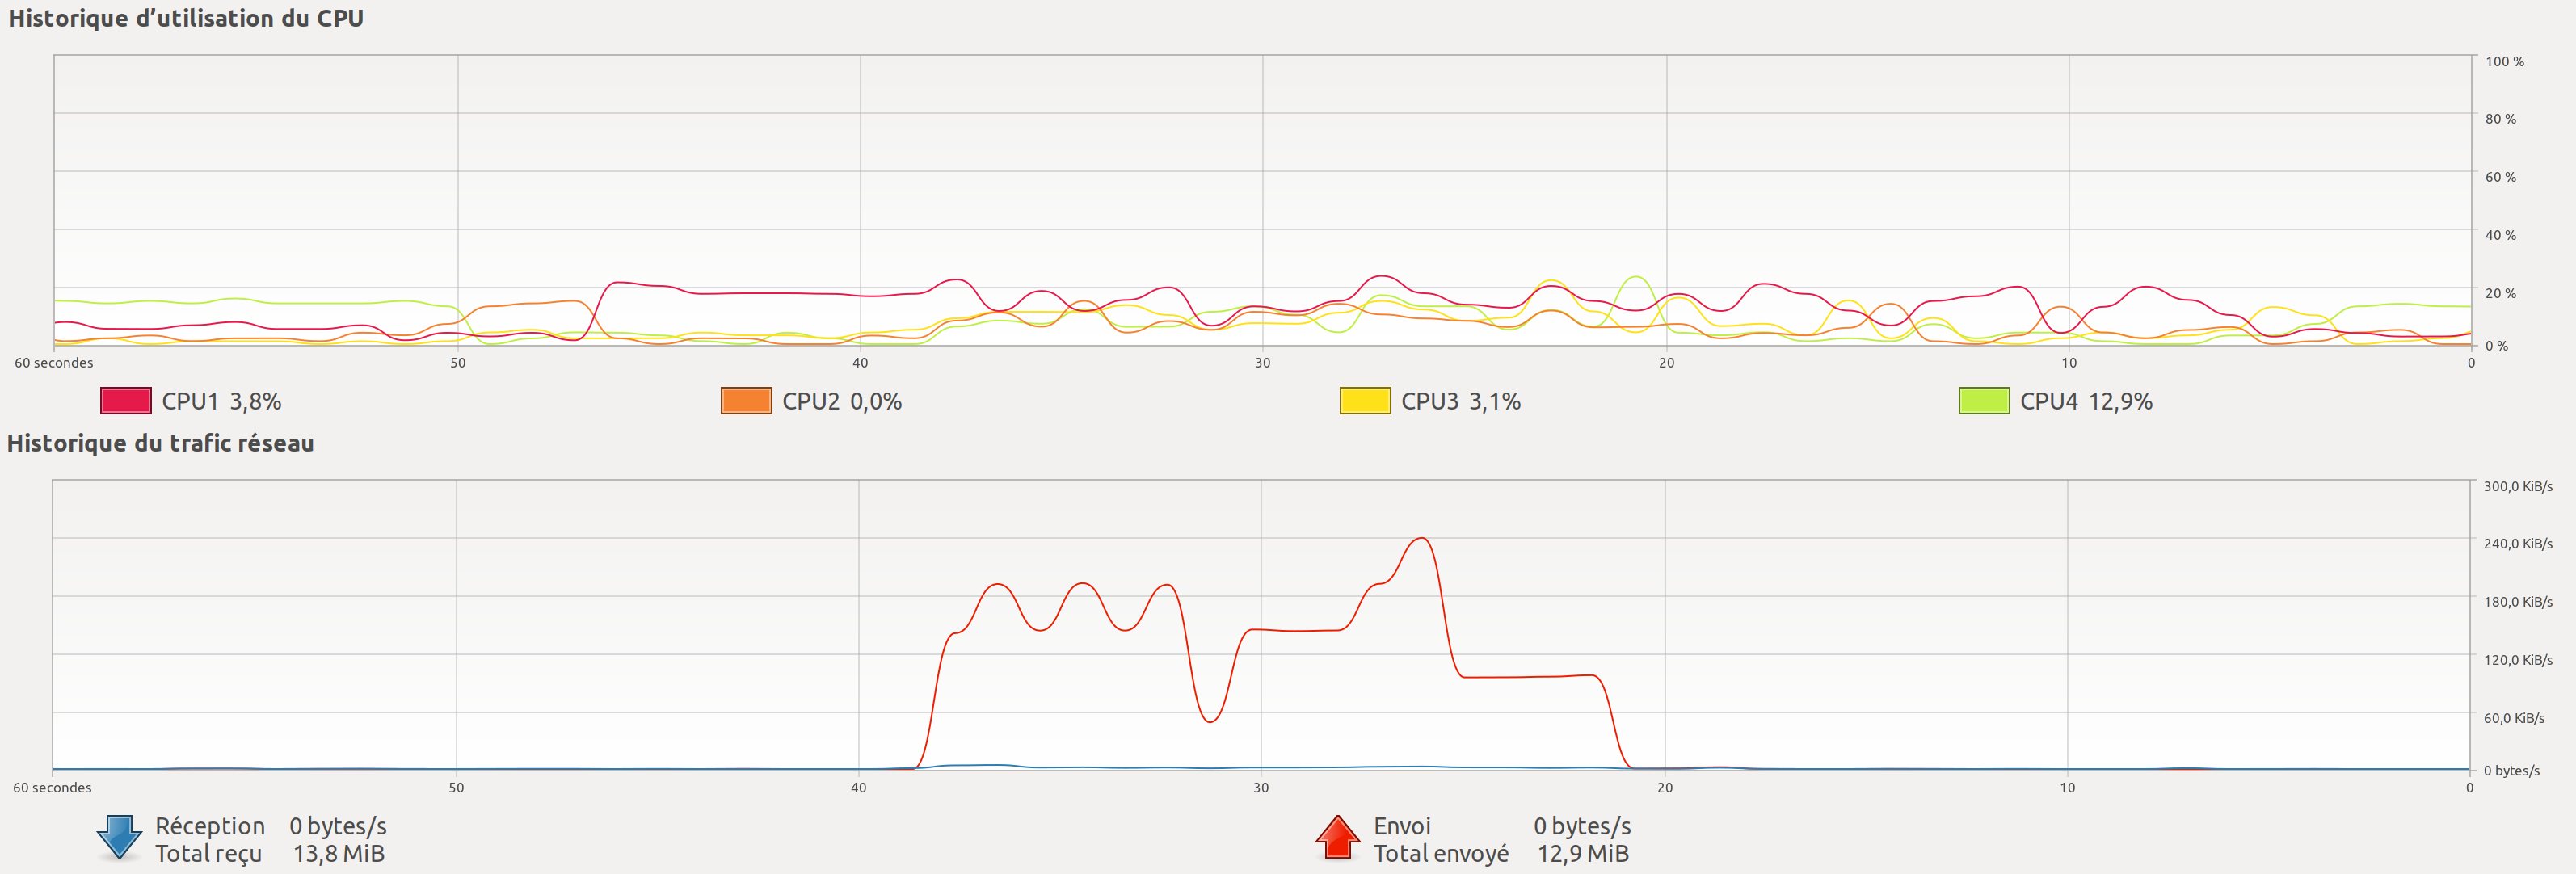 Historique d’utilisation du CPU
100 %
80 %
60 %
40 %
20 %
0 %
60 secondes 50 40 30 20 10 0
CPU1 3,8% CPU2 0,0% CPU3 3,1% CPU4 12,9%
Historique du trafic réseau
300,0 KiB/s
240,0 KiB/s
180,0 KiB/s
120,0 KiB/s
60,0 KiB/s
0 bytes/s
60 secondes 50 40 30 20 10 0
Réception 0 bytes/s Envoi 0 bytes/s
Total reçu 13,8 MiB Total envoyé 12,9 MiB